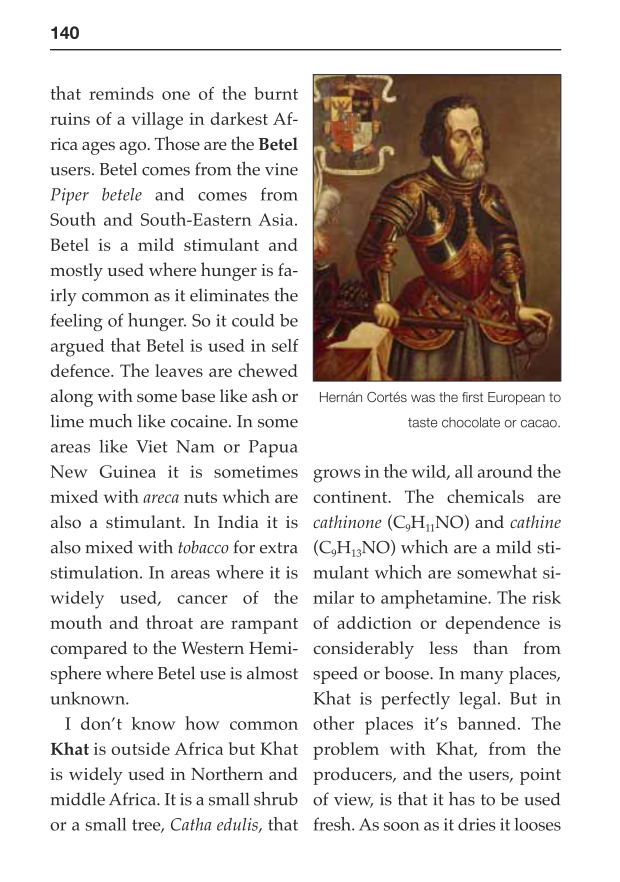 140
that reminds one of the burnt
ruins of a village in darkest Af-
rica ages ago. Those are the Betel
users. Betel comes from the vine
Piper betele and comes from
South and South-Eastern Asia.
Betel is a mild stimulant and
mostly used where hunger is fa-
irly common as it eliminates the
feeling of hunger. So it could be
argued that Betel is used in self
defence. The leaves are chewed
along with some base like ash or
lime much like cocaine. In some
areas like Viet Nam or Papua
New Guinea it is sometimes
mixed with areca nuts which are
also a stimulant. In India it is
also mixed with tobacco for extra
stimulation. In areas where it is
widely used, cancer of the
mouth and throat are rampant
compared to the Western Hemi-
sphere where Betel use is almost
unknown.
I don't know how common
Khat is outside Africa but Khat
is widely used in Northern and
middle Africa. It is a small shrub
or a small tree, Catha edulis, that
Hernán Cortés was the first European to
taste chocolate or cacao.
grows in the wild, all around the
continent. The chemicals are
cathinone (C₉H₁₁NO) and cathine
(C₉H₁₃NO) which are a mild sti-
mulant which are somewhat si-
milar to amphetamine. The risk
of addiction or dependence is
considerably less than from
speed or boose. In many places,
Khat is perfectly legal. But in
other places it's banned. The
problem with Khat, from the
producers, and the users, point
of view, is that it has to be used
fresh. As soon as it dries it looses